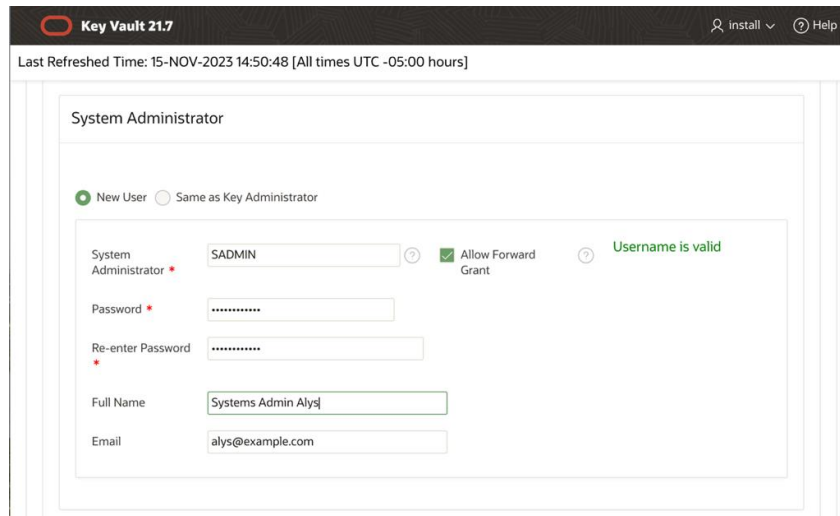 Key Vault 21.7
install
Help
Last Refreshed Time: 15-NOV-2023 14:50:48 [All times UTC -05:00 hours]
System Administrator
New User
Same as Key Administrator
System
Administrator *
SADMIN
Allow Forward
Grant
Username is valid
Password *
••••••••••••
Re-enter Password
*
••••••••••••
Full Name
Systems Admin Alys
Email
alys@example.com